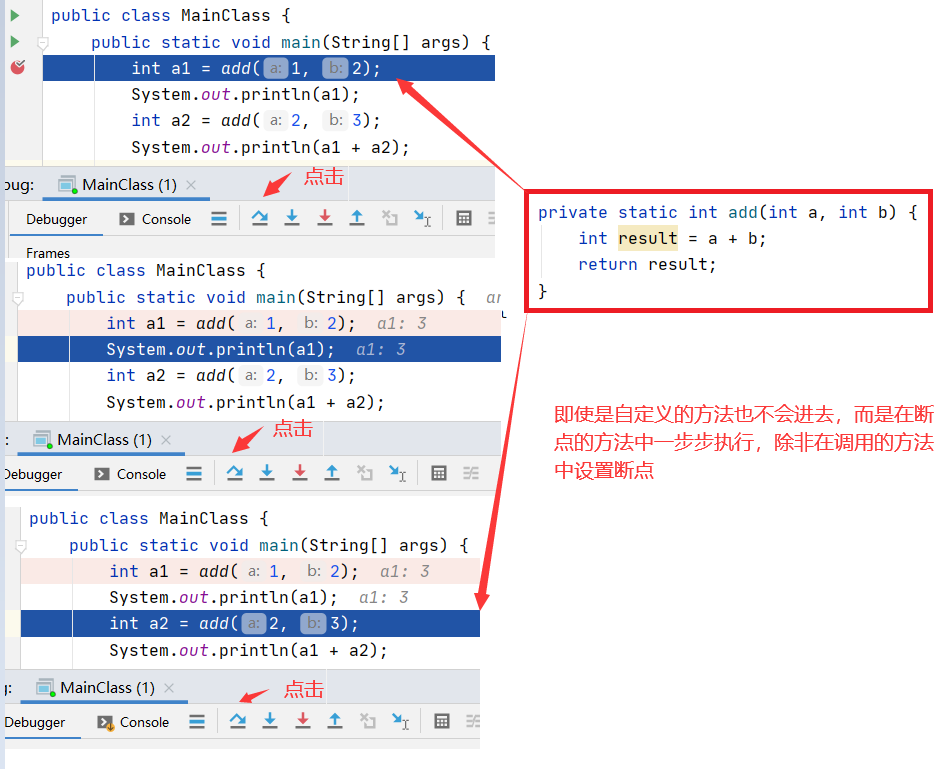 public class MainClass {
public static void main(String[] args) {
int a1 = add( a: 1, b: 2);
System.out.println(a1);
int a2 = add( a: 2, b: 3);
System.out.println(a1 + a2);
bug: MainClass (1) ×
点击
Debugger Console
Frames
public class MainClass {
public static void main(String[] args) { ar
int a1 = add( a: 1, b: 2); a1: 3
System.out.println(a1); a1: 3
int a2 = add( a: 2, b: 3);
System.out.println(a1 + a2);
: MainClass (1) ×
点击
Debugger Console
public class MainClass {
public static void main(String[] args) {
int a1 = add( a: 1, b: 2); a1: 3
System.out.println(a1); a1: 3
int a2 = add( a: 2, b: 3);
System.out.println(a1 + a2);
g: MainClass (1) ×
点击
Debugger Console
private static int add(int a, int b) {
int result = a + b;
return result;
}
即使是自定义的方法也不会进去，而是在断
点的方法中一步步执行，除非在调用的方法
中设置断点